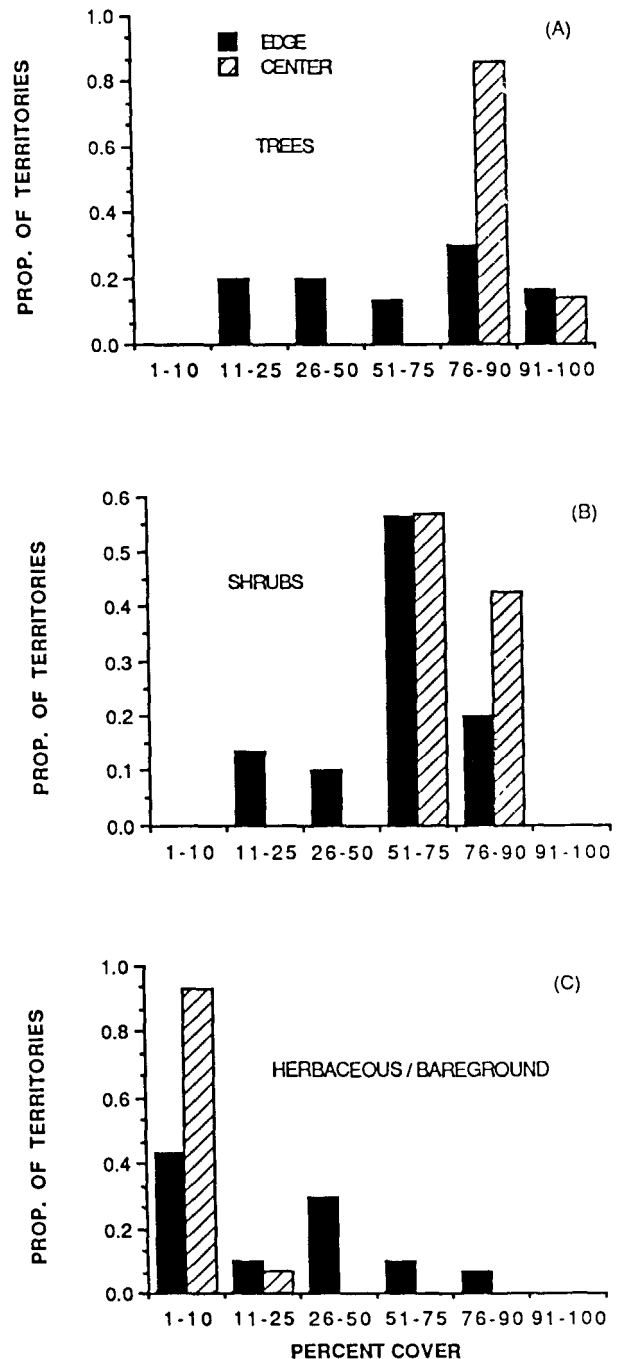 (A)
EDGE
CENTER
TREES
PROP. OF TERRITORIES
1.0
0.8
0.6
0.4
0.2
0.0
1-10 11-25 26-50 51-75 76-90 91-100
(B)
SHRUBS
PROP. OF TERRITORIES
0.6
0.5
0.4
0.3
0.2
0.1
0.0
1-10 11-25 26-50 51-75 76-90 91-100
(C)
HERBACEOUS / BAREGROUND
PROP. OF TERRITORIES
1.0
0.8
0.6
0.4
0.2
0.0
1-10 11-25 26-50 51-75 76-90 91-100
PERCENT COVER